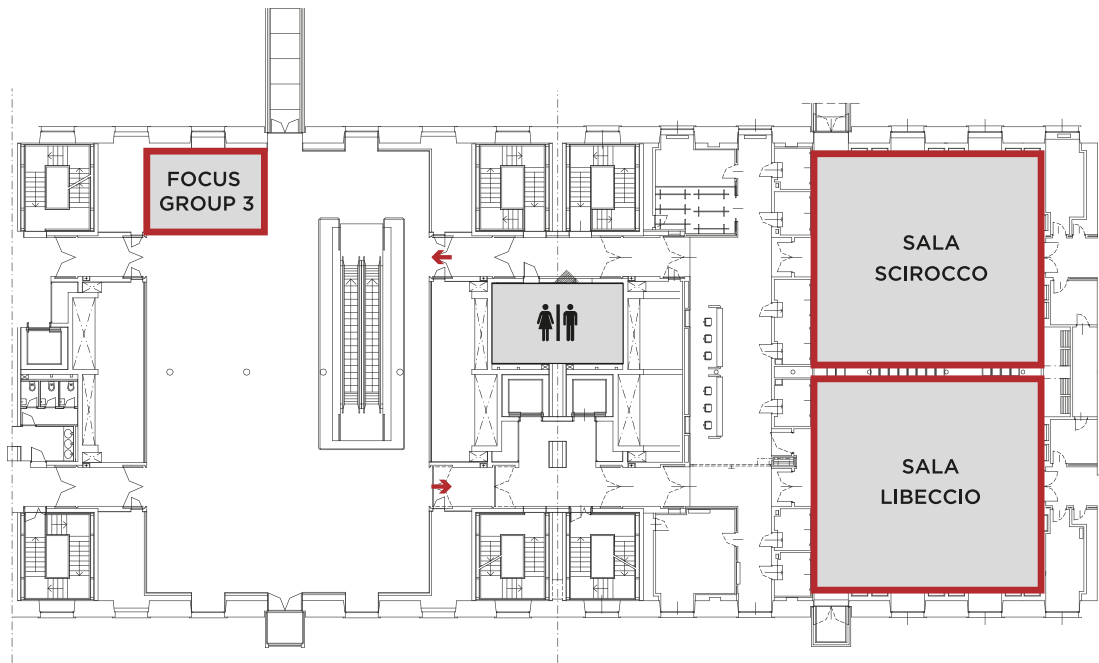 FOCUS
GROUP 3
SALA
SCIROCCO
SALA
LIBECCIO